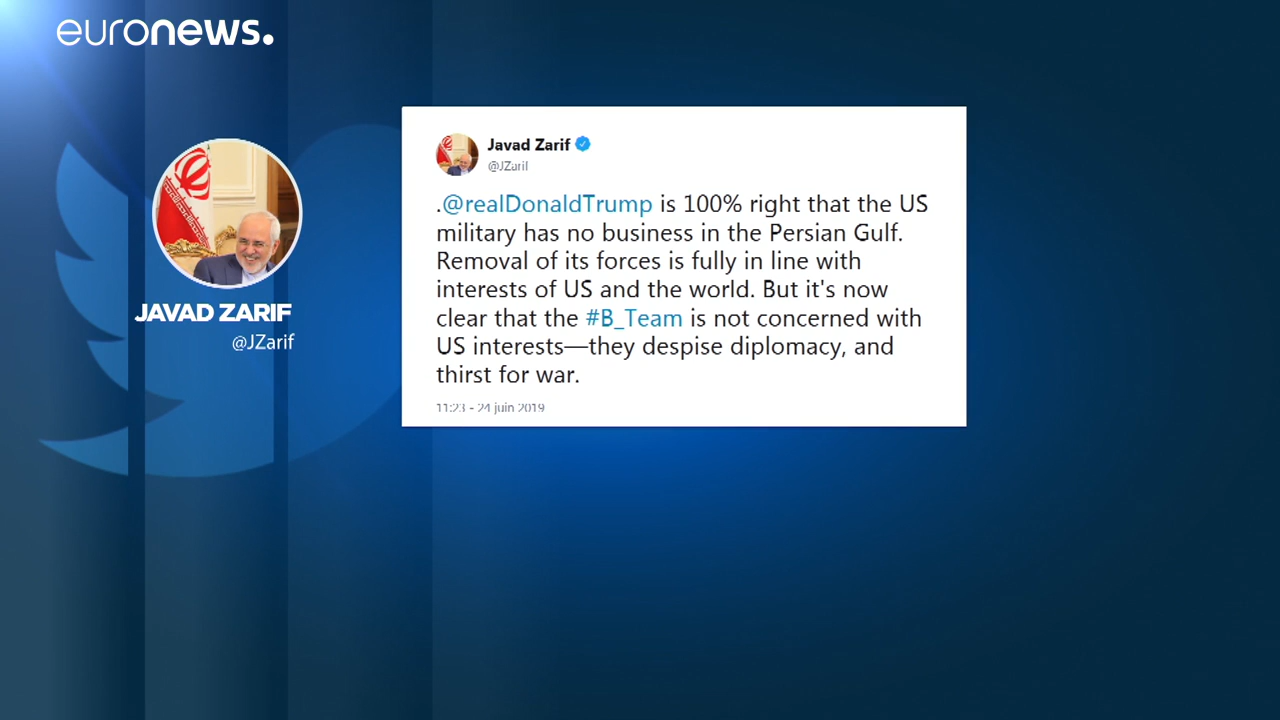 euronews.
JAVAD ZARIF
@JZarif
Javad Zarif
@JZarif
.@realDonaldTrump is 100% right that the US
military has no business in the Persian Gulf.
Removal of its forces is fully in line with
interests of US and the world. But it's now
clear that the #B_Team is not concerned with
US interests—they despise diplomacy, and
thirst for war.
11:23 - 24 juin 2019